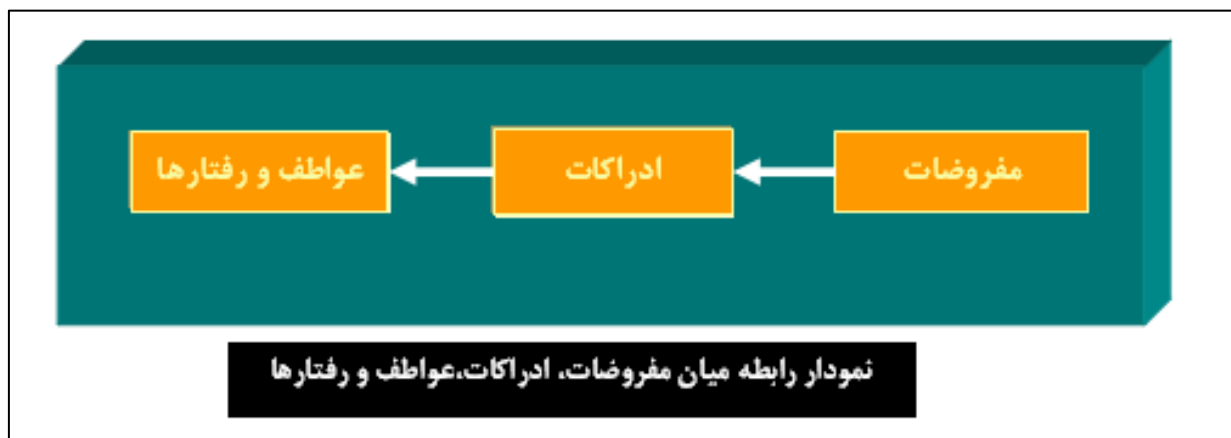 مفروضات
ادراکات
عواطف و رفتارها
نمودار رابطه میان مفروضات، ادراکات،عواطف و رفتارها